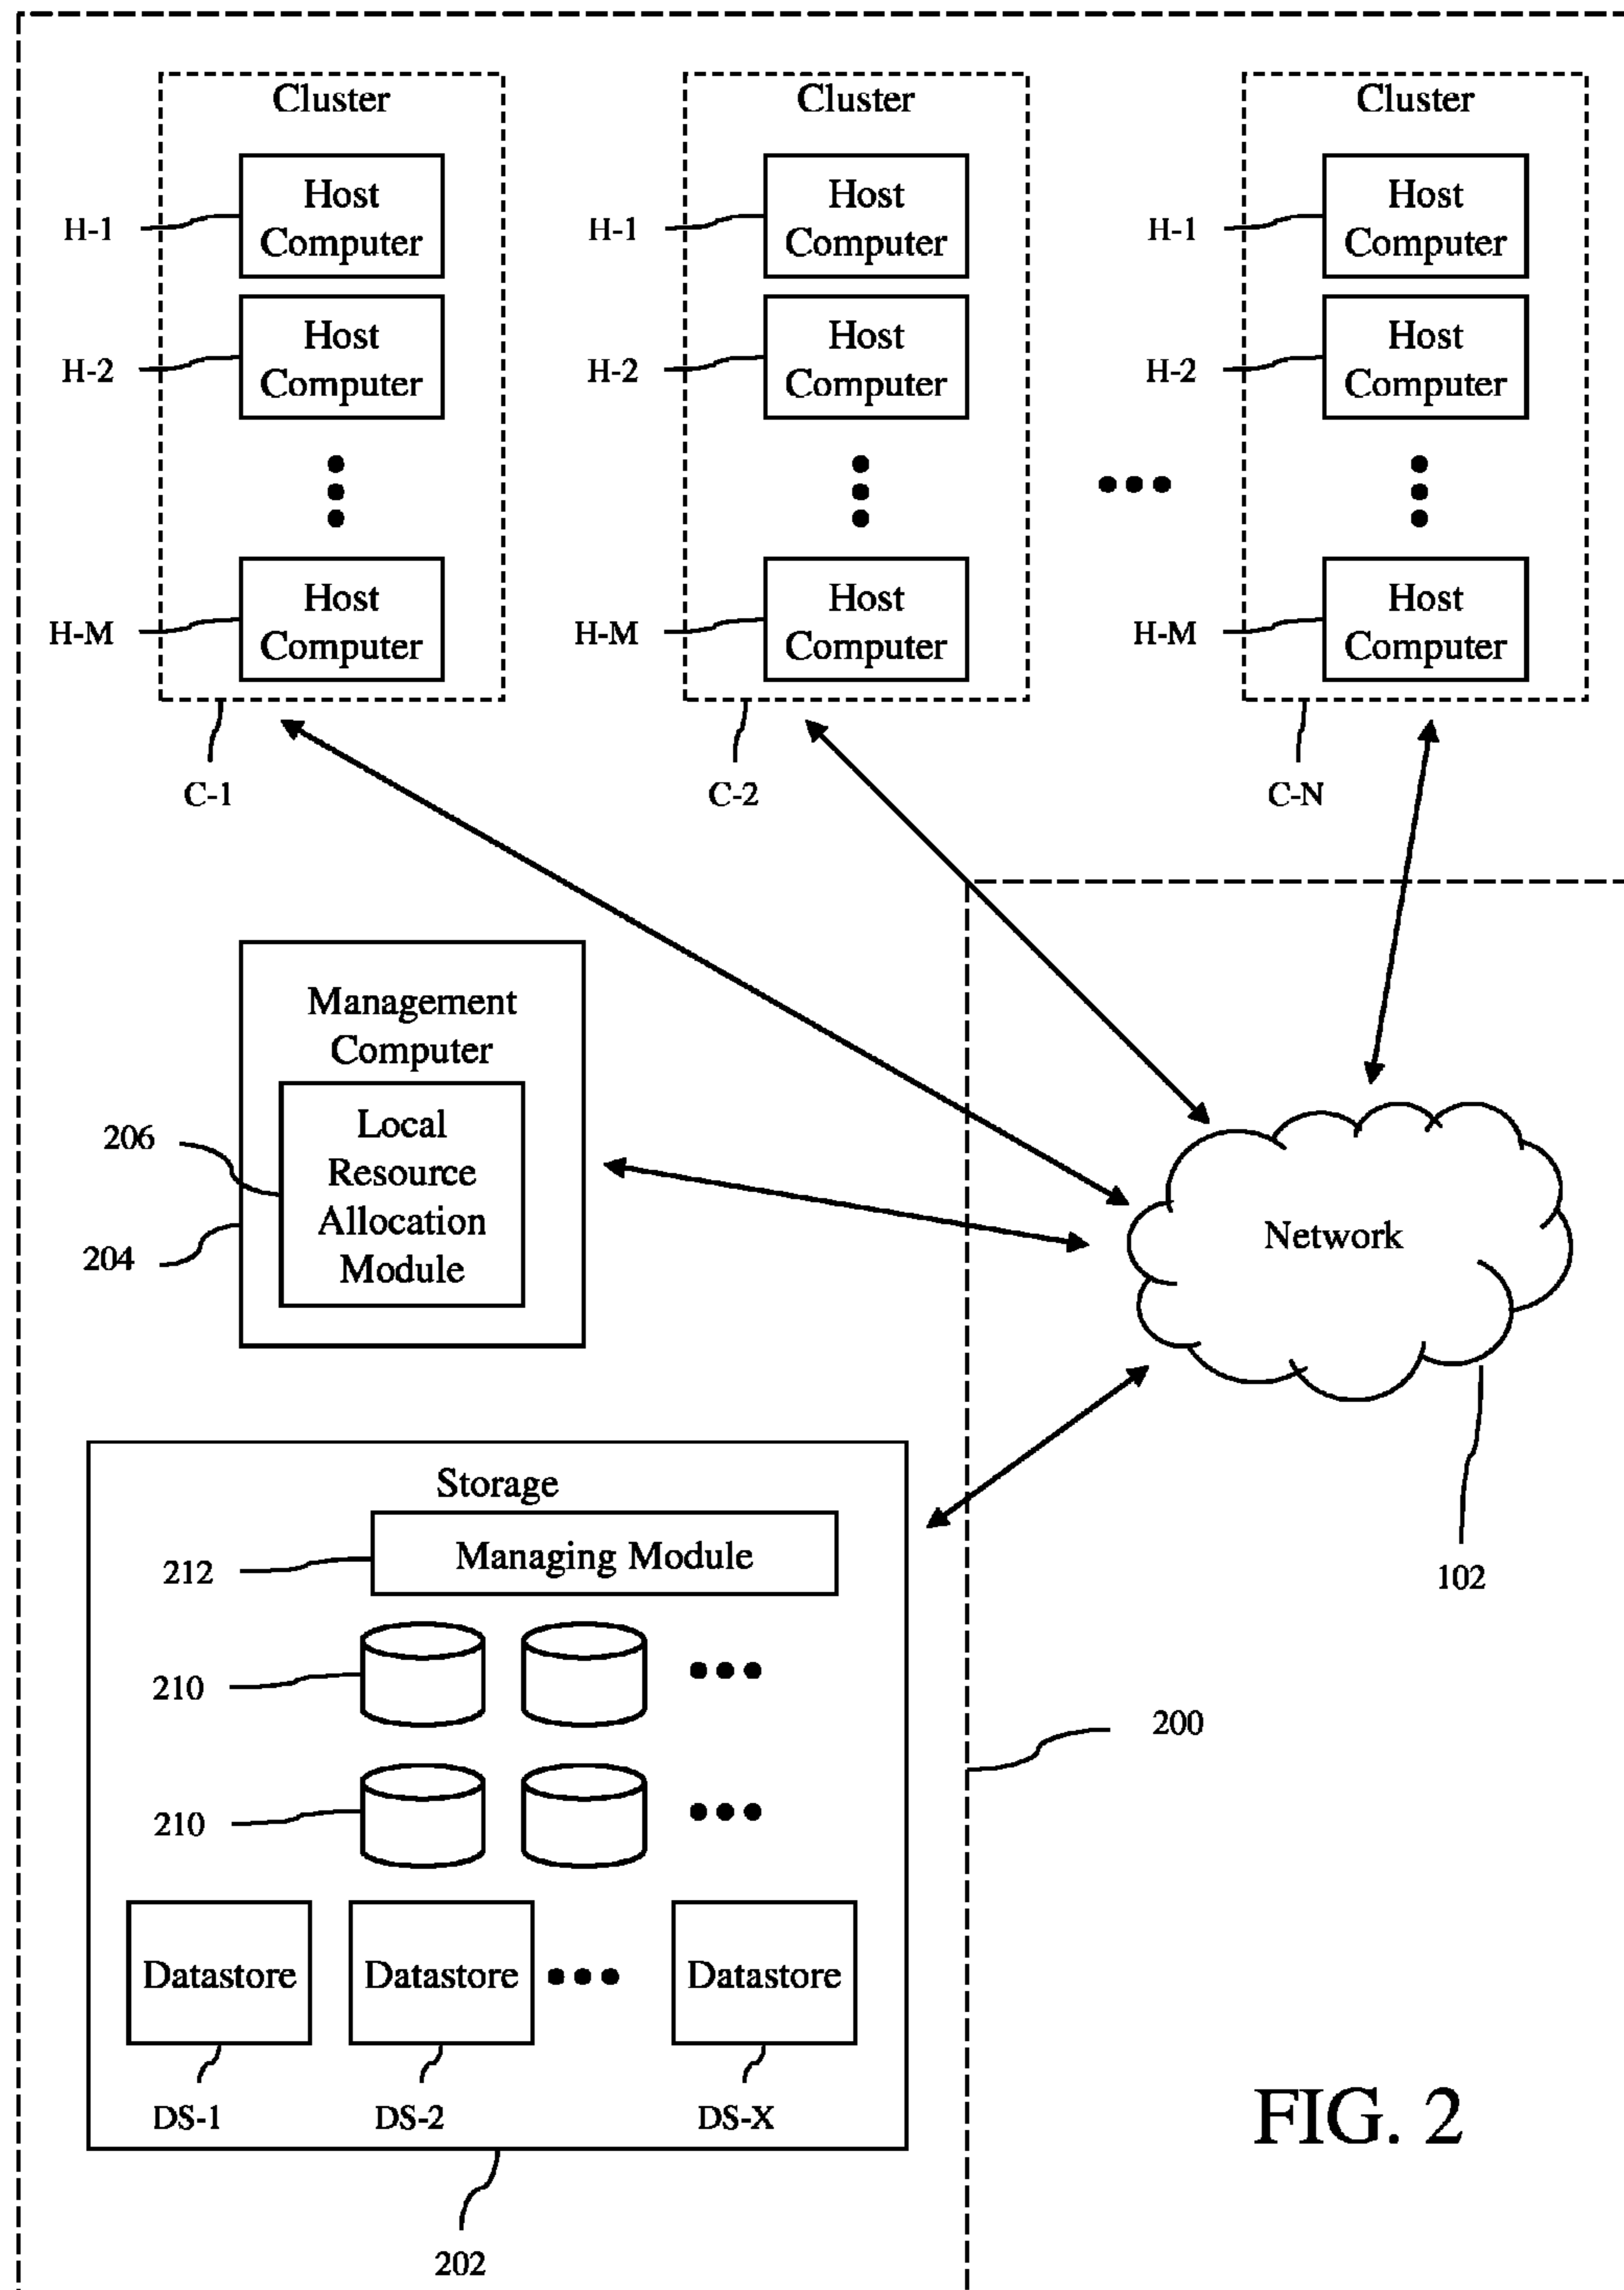 Cluster
Cluster
Cluster
Host
Computer
Host
Computer
Host
Computer
H-1
H-1
H-1
Host
Computer
Host
Computer
Host
Computer
H-2
H-2
H-2
Host
Computer
Host
Computer
Host
Computer
H-M
H-M
H-M
C-1
C-2
C-N
Management
Computer
Local
Resource
Allocation
Module
206
204
Network
102
Storage
Managing Module
212
210
210
200
Datastore
Datastore
Datastore
DS-1
DS-2
DS-X
202
FIG. 2